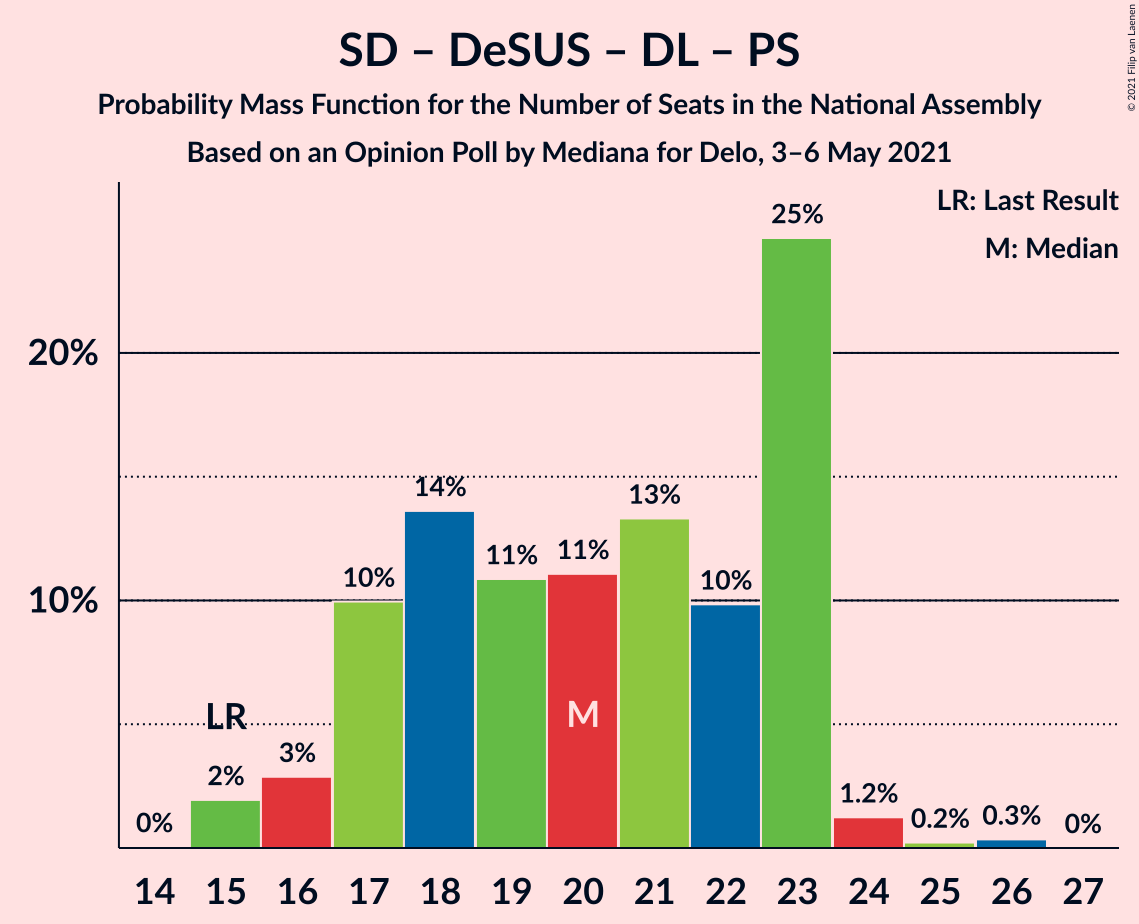 SD – DeSUS – DL – PS
Probability Mass Function for the Number of Seats in the National Assembly
Based on an Opinion Poll by Mediana for Delo, 3–6 May 2021
© 2021 Filip van Laenen
LR: Last Result
M: Median
20%
10%
0%
2%
3%
10%
14%
11%
11%
13%
10%
25%
1.2%
0.2%
0.3%
0%
LR
M
14 15 16 17 18 19 20 21 22 23 24 25 26 27